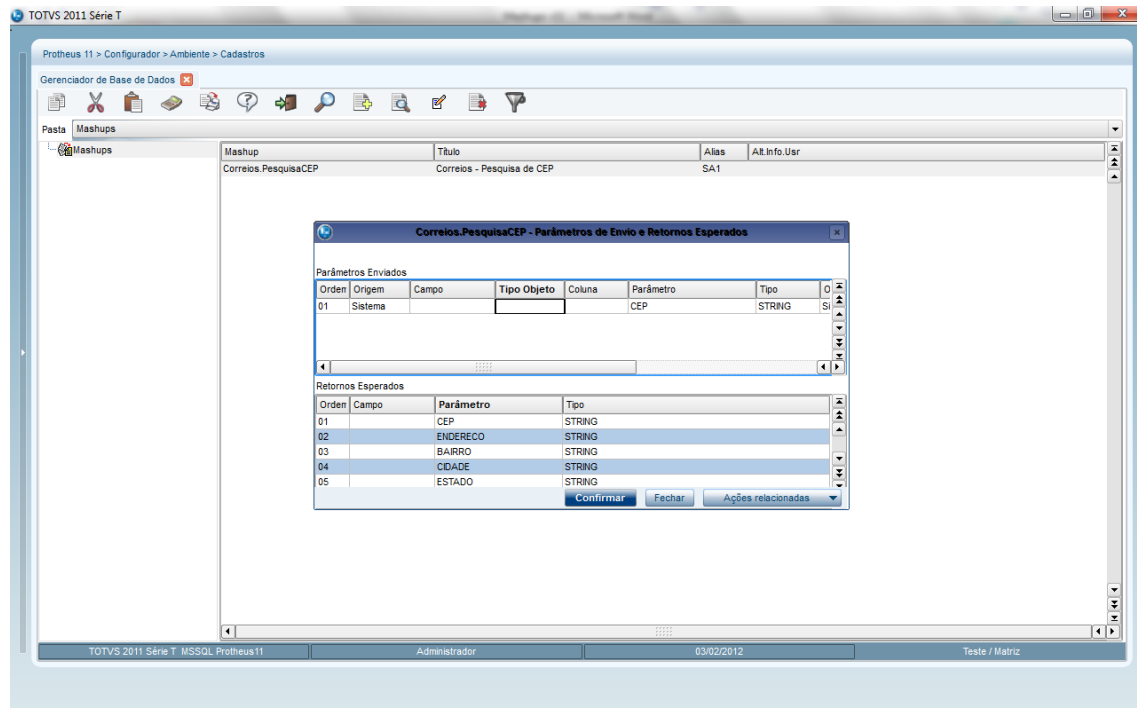 TOTVS 2011 Série T
Protheus 11 > Configurador > Ambiente > Cadastros
Gerenciador de Base de Dados
Pasta Mashups
Mashups
Mashup Título Alias Alt.Info.Usr
Correios.PesquisaCEP Correios - Pesquisa de CEP SA1
Correios.PesquisaCEP - Parâmetros de Envio e Retornos Esperados
Parâmetros Enviados
Orden Origem Campo Tipo Objeto Coluna Parâmetro Tipo O
01 Sistema CEP STRING Si
Retornos Esperados
Orden Campo Parâmetro Tipo
01 CEP STRING
02 ENDERECO STRING
03 BAIRRO STRING
04 CIDADE STRING
05 ESTADO STRING
Confirmar Fechar Ações relacionadas
TOTVS 2011 Série T MSSQL Protheus11 Administrador 03/02/2012 Teste / Matriz